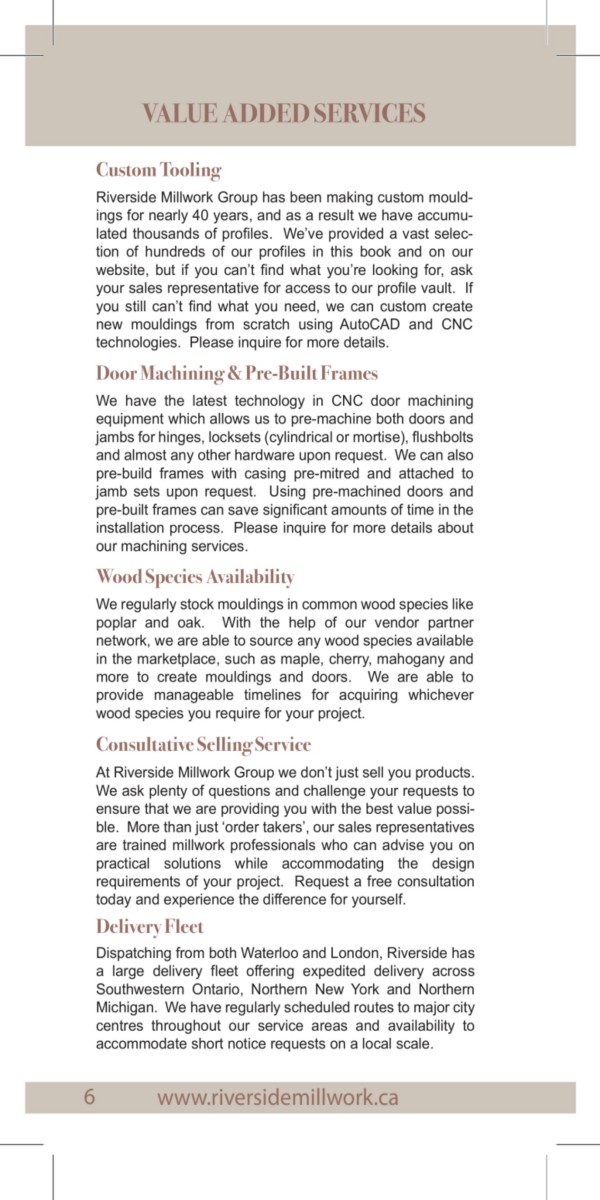 VALUE ADDED SERVICES
Custom Tooling
Riverside Millwork Group has been making custom mould-
ings for nearly 40 years, and as a result we have accumu-
lated thousands of profiles.  We've provided a vast selec-
tion of hundreds of our profiles in this book and on our
website, but if you can't find what you're looking for, ask
your sales representative for access to our profile vault.  If
you still can't find what you need, we can custom create
new mouldings from scratch using AutoCAD and CNC
technologies.  Please inquire for more details.
Door Machining & Pre-Built Frames
We have the latest technology in CNC door machining
equipment which allows us to pre-machine both doors and
jambs for hinges, locksets (cylindrical or mortise), flushbolts
and almost any other hardware upon request.  We can also
pre-build frames with casing pre-mitred and attached to
jamb sets upon request.  Using pre-machined doors and
pre-built frames can save significant amounts of time in the
installation process.  Please inquire for more details about
our machining services.
Wood Species Availability
We regularly stock mouldings in common wood species like
poplar and oak.  With the help of our vendor partner
network, we are able to source any wood species available
in the marketplace, such as maple, cherry, mahogany and
more to create mouldings and doors.  We are able to
provide manageable timelines for acquiring whichever
wood species you require for your project.
Consultative Selling Service
At Riverside Millwork Group we don't just sell you products.
We ask plenty of questions and challenge your requests to
ensure that we are providing you with the best value possi-
ble.  More than just 'order takers', our sales representatives
are trained millwork professionals who can advise you on
practical solutions while accommodating the design
requirements of your project.  Request a free consultation
today and experience the difference for yourself.
Delivery Fleet
Dispatching from both Waterloo and London, Riverside has
a large delivery fleet offering expedited delivery across
Southwestern Ontario, Northern New York and Northern
Michigan.  We have regularly scheduled routes to major city
centres throughout our service areas and availability to
accommodate short notice requests on a local scale.
6 www.riversidemillwork.ca